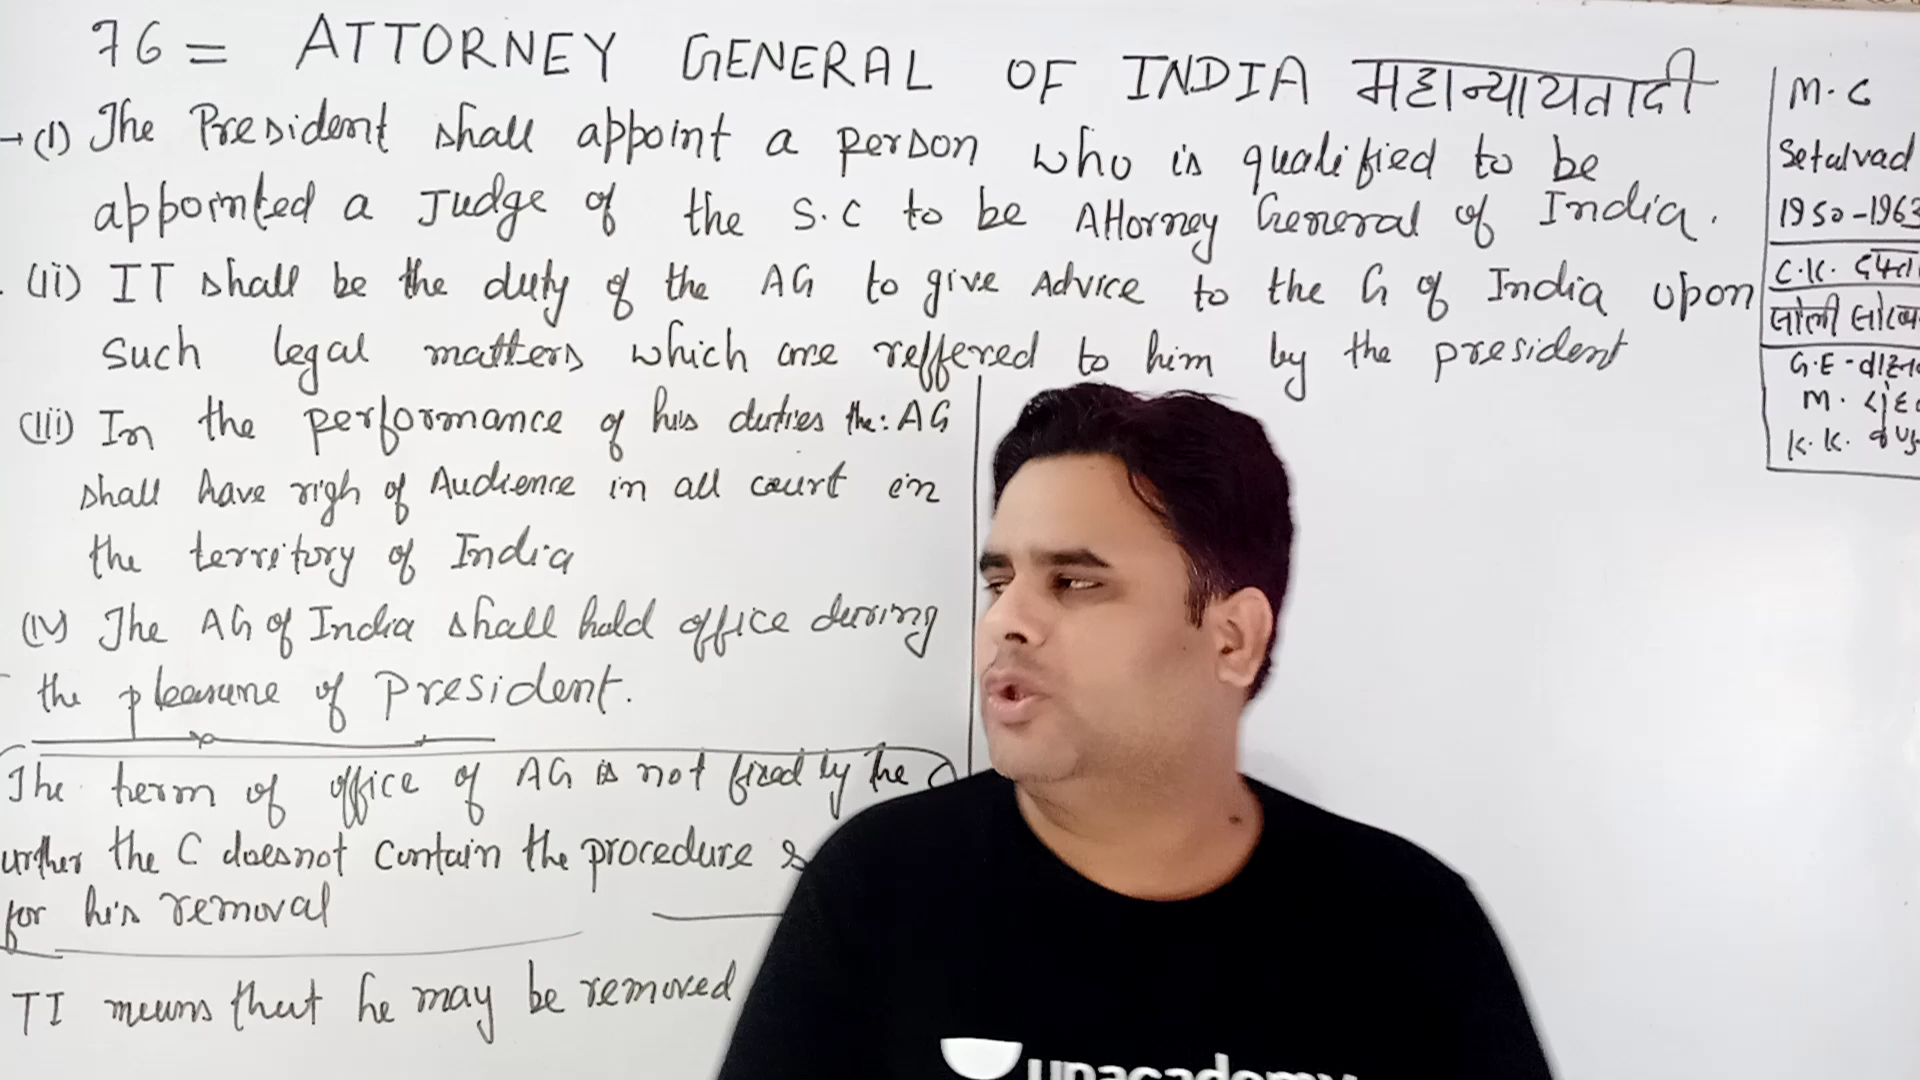 76 = ATTORNEY GENERAL OF INDIA महान्यायतादी
(I) The President shall appoint a person who is qualified to be
appointed a Judge of the S.C to be Attorney General of India.
(ii) IT shall be the duty of the AG to give Advice to the G of India upon
Such legal matters which are reffered to him by the president
(iii) In the performance of his duties the: AG
shall have righ of Audience in all court in
the territory of India
(IV) The AG of India shall hold office during
the pleasure of President.
The term of office of AG is not fixed by the C
urther the C doesnot Contain the procedure &
for his removal
TI means that he may be removed
M.C
Setalvad
1950-1963
C.K. दफ्ता
सोली सोराब
G.E-वाहन
M.
K.K.
unacademy